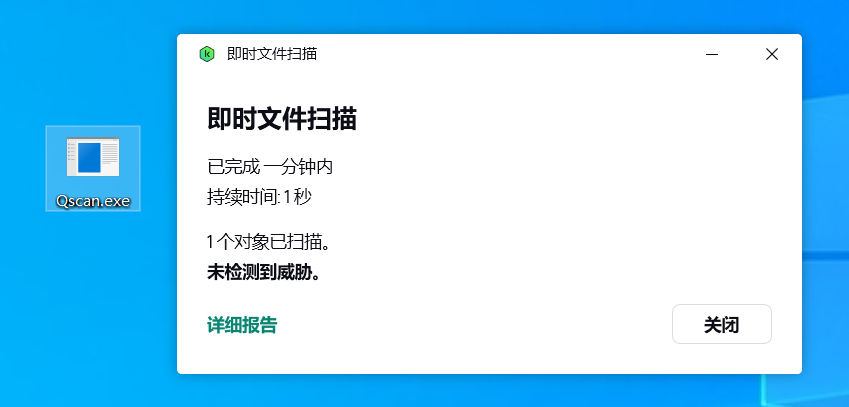 即时文件扫描
即时文件扫描
已完成 一分钟内
持续时间: 1 秒
Qscan.exe
1 个对象已扫描。
未检测到威胁。
详细报告
关闭